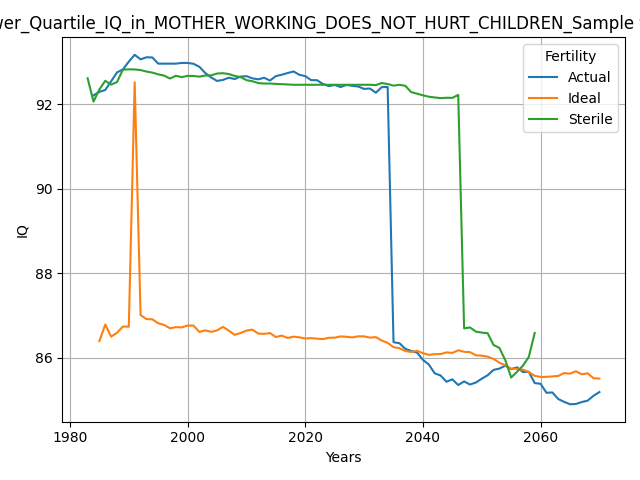 wer_Quartile_IQ_in_MOTHER_WORKING_DOES_NOT_HURT_CHILDREN_Sample
Fertility
Actual
Ideal
Sterile
92
90
88
86
IQ
1980
2000
2020
2040
2060
Years